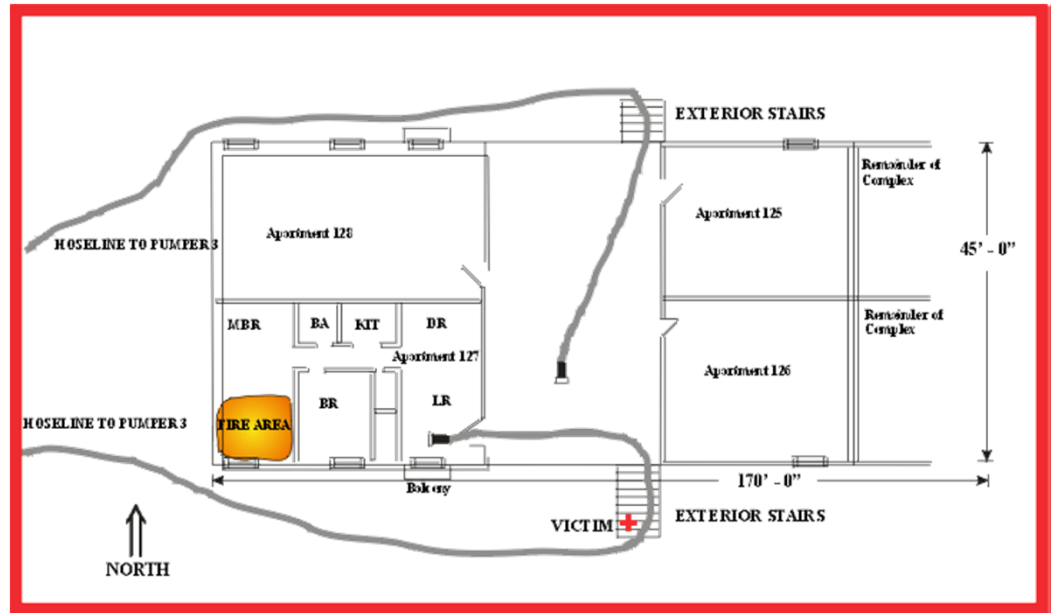 EXTERIOR STAIRS
Remainder of
Complex
Apartment 125
Apartment 128
HOSELINE TO PUMPER 3
45' - 0"
MBR
BA
KIT
DR
Remainder of
Complex
Apartment 127
Apartment 126
BR
LR
FIRE AREA
HOSELINE TO PUMPER 3
170' - 0"
Balcony
EXTERIOR STAIRS
VICTIM
NORTH